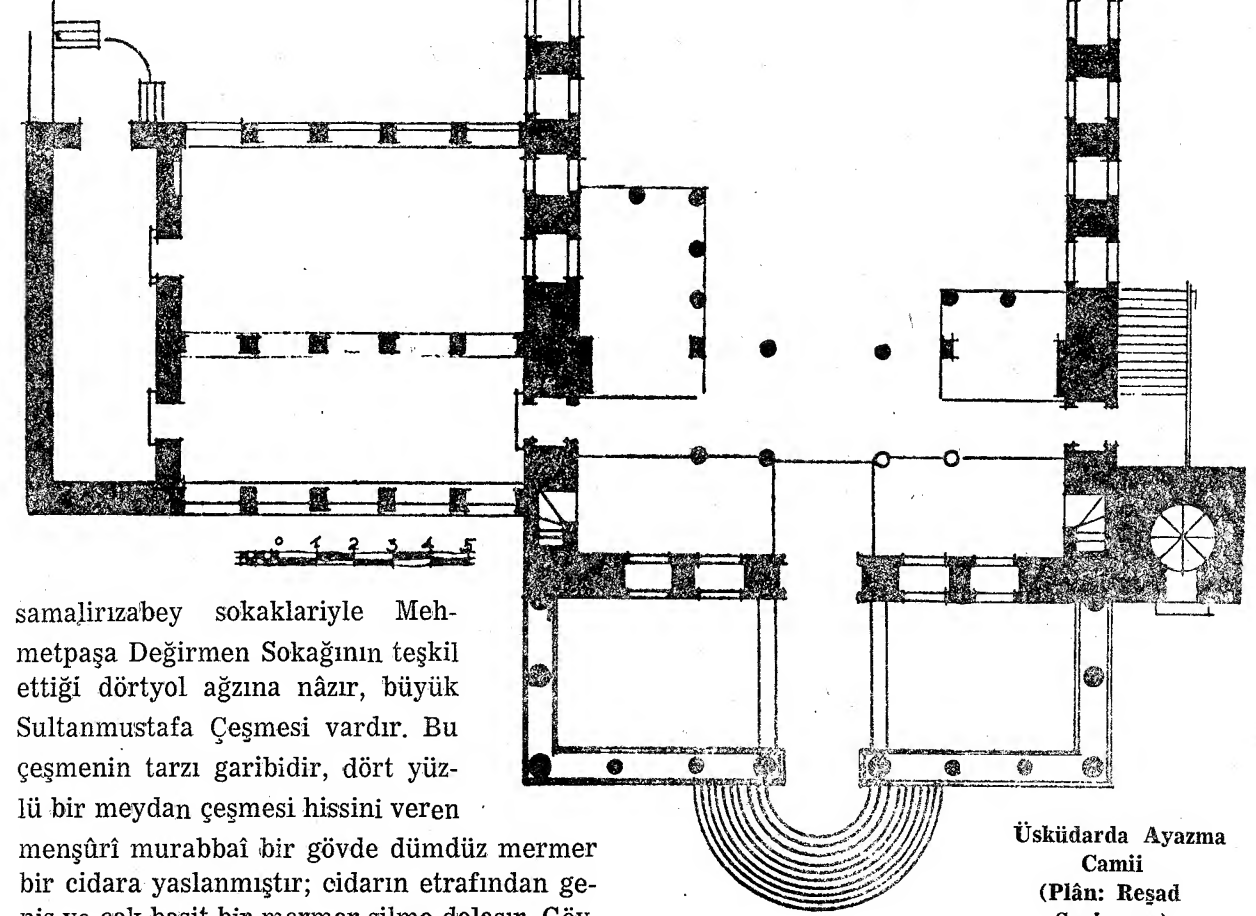 0 1 2 3 4 5
samalirızabey sokaklariyle Meh-
metpaşa Değirmen Sokağının teşkil
ettiği dörtyol ağzına nâzır, büyük
Sultanmustafa Çeşmesi vardır. Bu
çeşmenin tarzı garibidir, dört yüz-
lü bir meydan çeşmesi hissini veren
menşûrî murabbaî bir gövde dümdüz mermer
bir cidara yaslanmıştır; cidarın etrafından ge-
Üsküdarda Ayazma
Camii
(Plân: Reşad